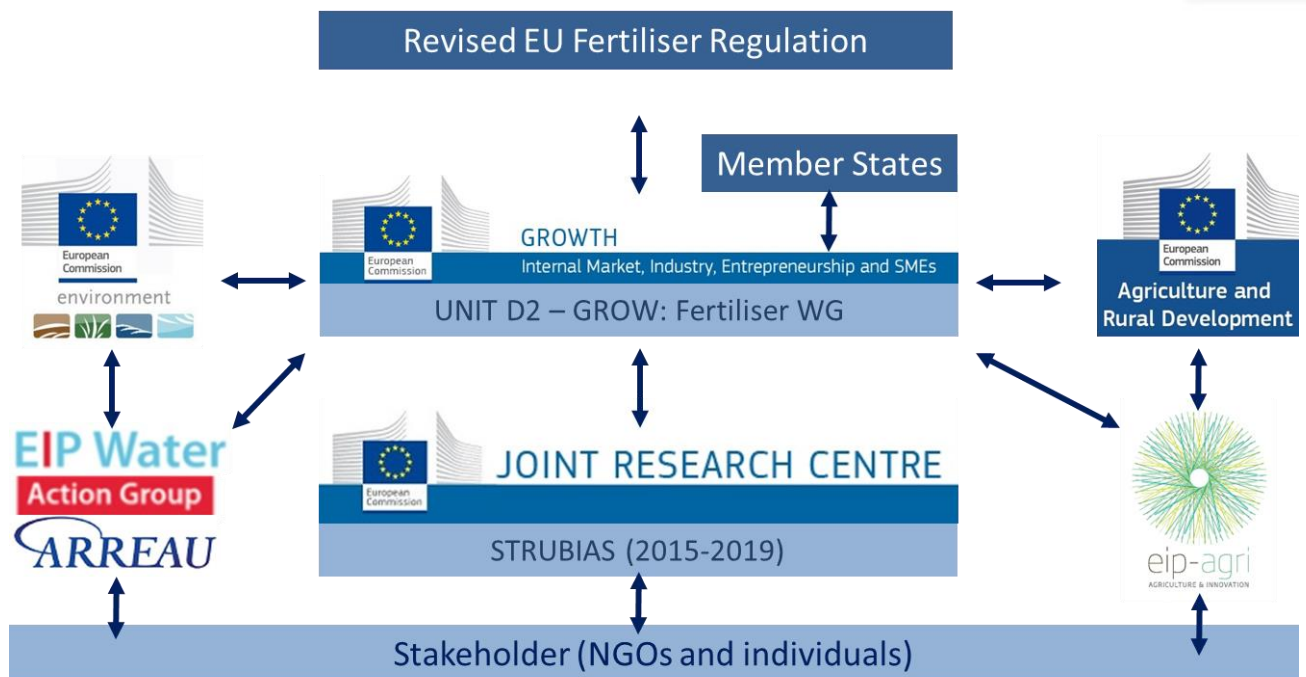 Revised EU Fertiliser Regulation
Member States
European
Commission
environment
European
Commission
GROWTH
Internal Market, Industry, Entrepreneurship and SMEs
UNIT D2 – GROW: Fertiliser WG
European
Commission
Agriculture and
Rural Development
EIP Water
Action Group
ARREAU
European
Commission
JOINT RESEARCH CENTRE
STRUBIAS (2015-2019)
eip-agri
AGRICULTURE & INNOVATION
Stakeholder (NGOs and individuals)